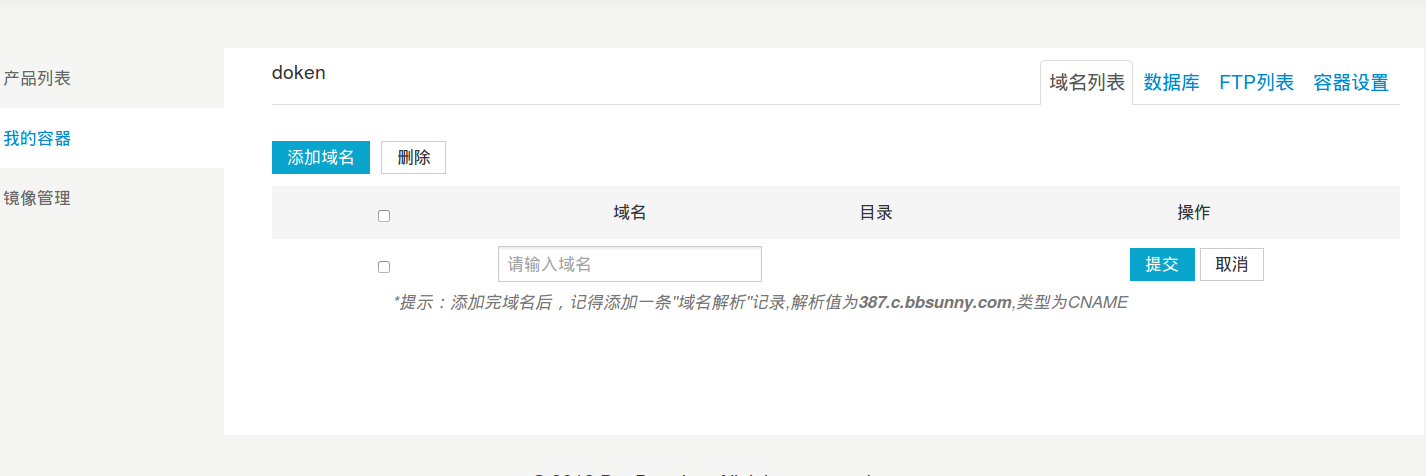 产品列表
我的容器
镜像管理
doken
域名列表 数据库 FTP列表 容器设置
添加域名 删除
域名 目录 操作
请输入域名 提交 取消
*提示：添加完域名后，记得添加一条"域名解析"记录,解析值为387.c.bbsunny.com,类型为CNAME